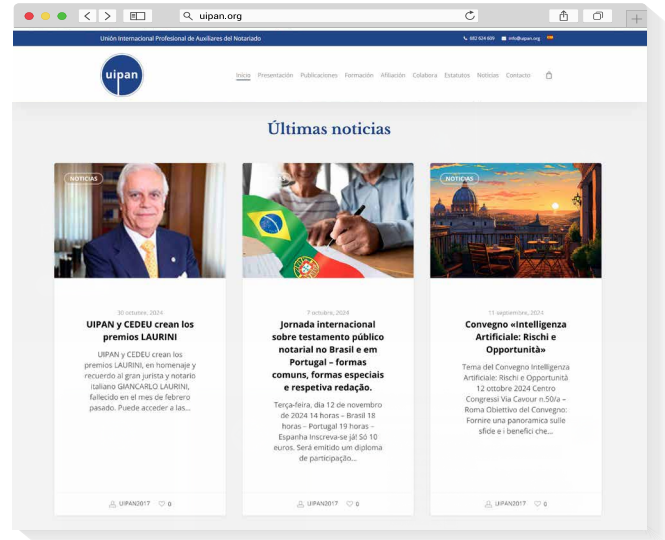 uipan.org
Unión Internacional Profesional de Auxiliares del Notariado
682 624 659 info@uipan.org
uipan
Inicio Presentación Publicaciones Formación Afiliación Colabora Estatutos Noticias Contacto
Últimas noticias
NOTICIAS
30 octubre, 2024
UIPAN y CEDEU crean los
premios LAURINI
UIPAN y CEDEU crean los
premios LAURINI, en homenaje y
recuerdo al gran jurista y notario
italiano GIANCARLO LAURINI,
fallecido en el mes de febrero
pasado. Puede acceder a las...
UIPAN2017 0
NOTICIAS
7 octubre, 2024
Jornada internacional
sobre testamento público
notarial no Brasil e em
Portugal – formas
comuns, formas especiais
e respetiva redação.
Terça-feira, dia 12 de novembro
de 2024 14 horas – Brasil 18
horas – Portugal 19 horas –
Espanha Inscreva-se já! Só 10
euros. Será emitido um diploma
de participação...
UIPAN2017 0
NOTICIAS
11 septiembre, 2024
Convegno «Intelligenza
Artificiale: Rischi e
Opportunità»
Tema del Convegno Intelligenza
Artificiale: Rischi e Opportunità
12 ottobre 2024 Centro
Congressi Via Cavour n.50/a –
Roma Obiettivo del Convegno:
Fornire una panoramica sulle
sfide e i benefici che...
UIPAN2017 0